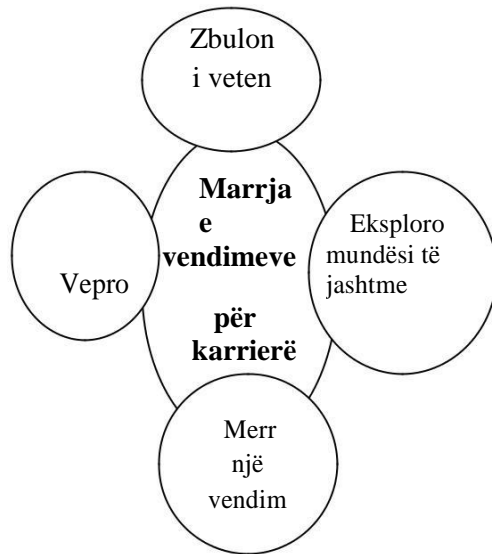 Zbulon
i veten
Marrja
e
vendimeve
për
karrierë
Eksploro
mundësi të
jashtme
Vepro
Merr
një
vendim